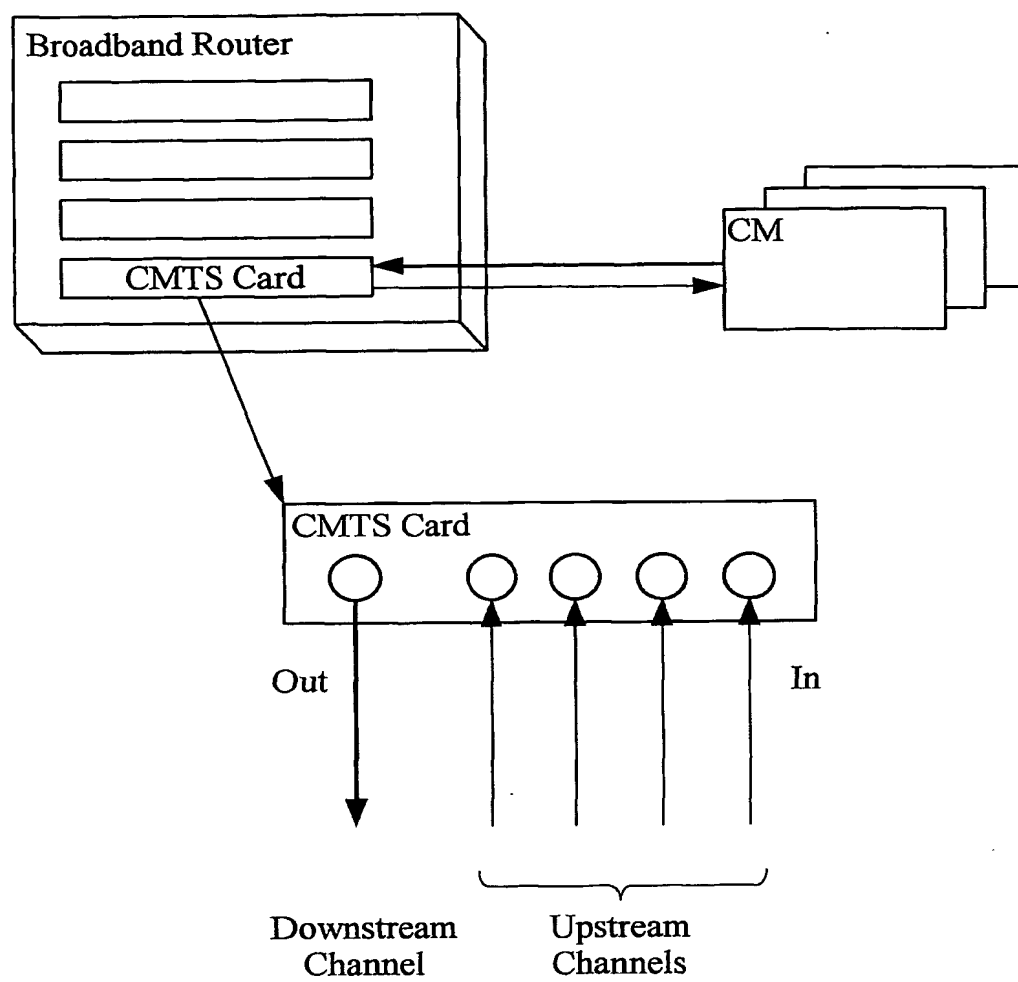 Broadband Router
CMTS Card
CM
CMTS Card
Out
In
Downstream
Channel
Upstream
Channels